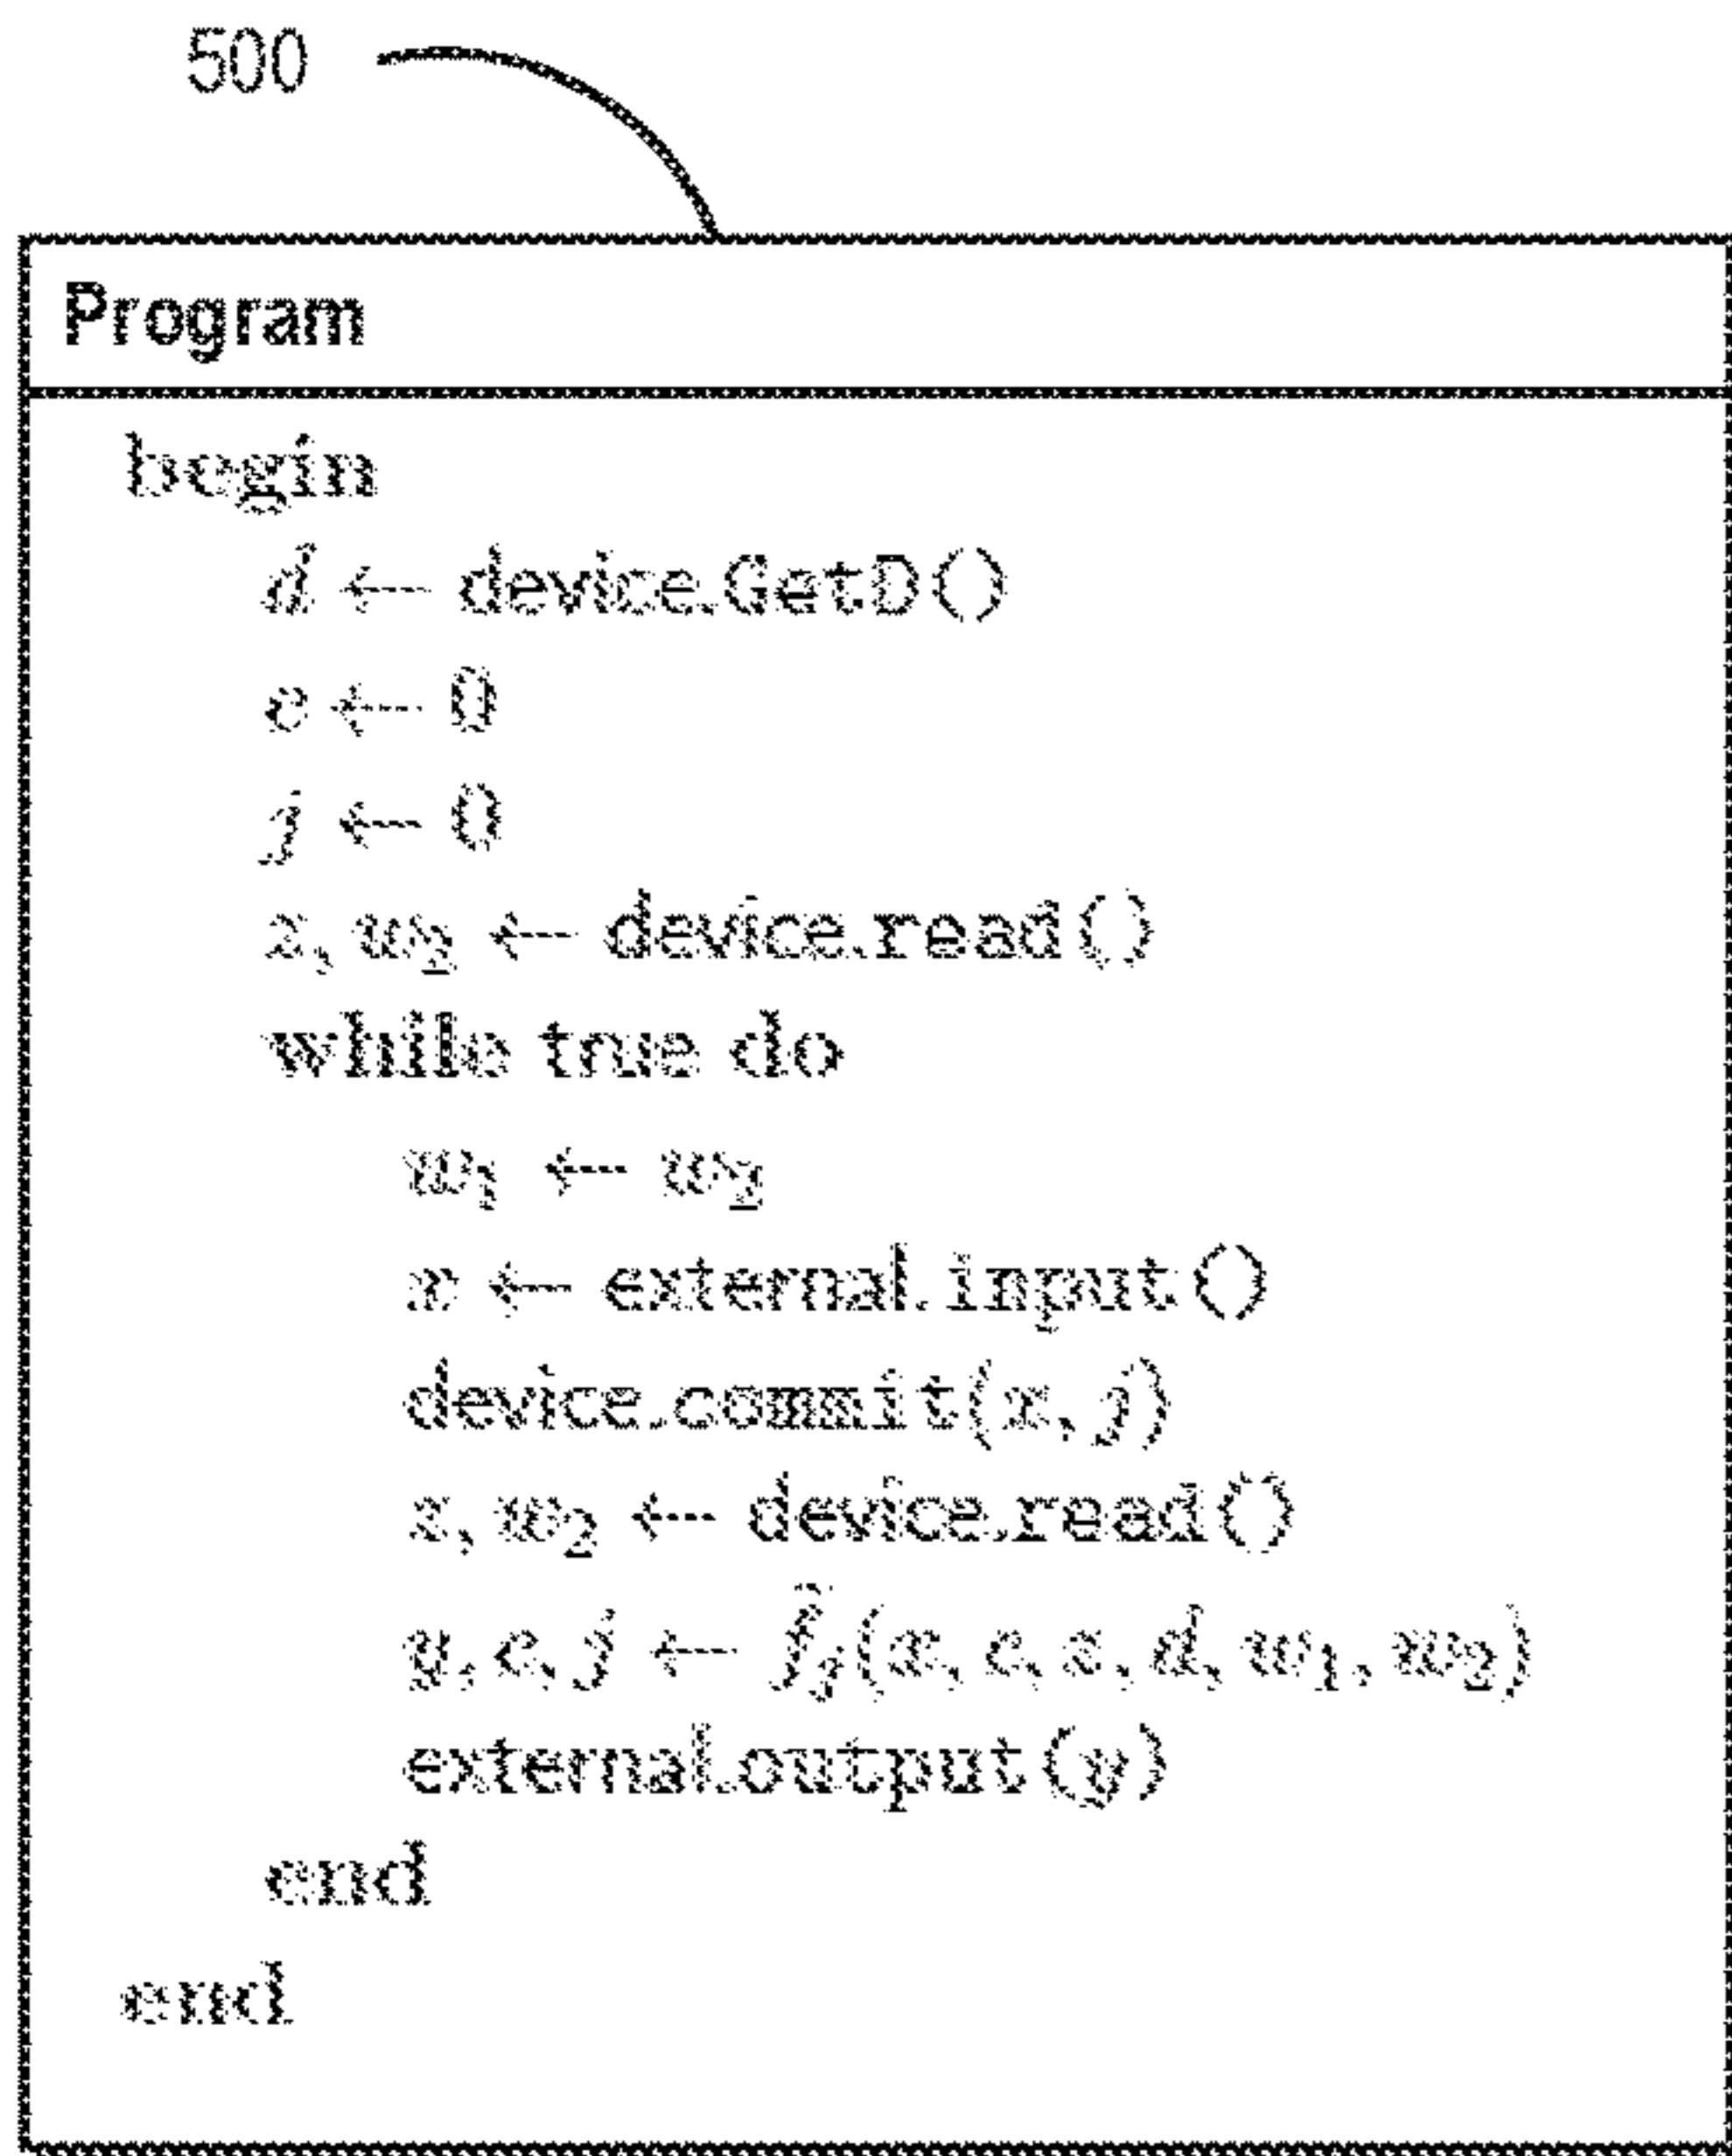 500
Program
begin
d ← device.GetD()
e ← 0
j ← 0
z, w₂ ← device.read()
while true do
w₁ ← w₂
x ← external.input()
device.commit(x, j)
z, w₂ ← device.read()
y, e, j ← f̃ⱼ(x, e, z, d, w₁, w₂)
external.output(y)
end
end